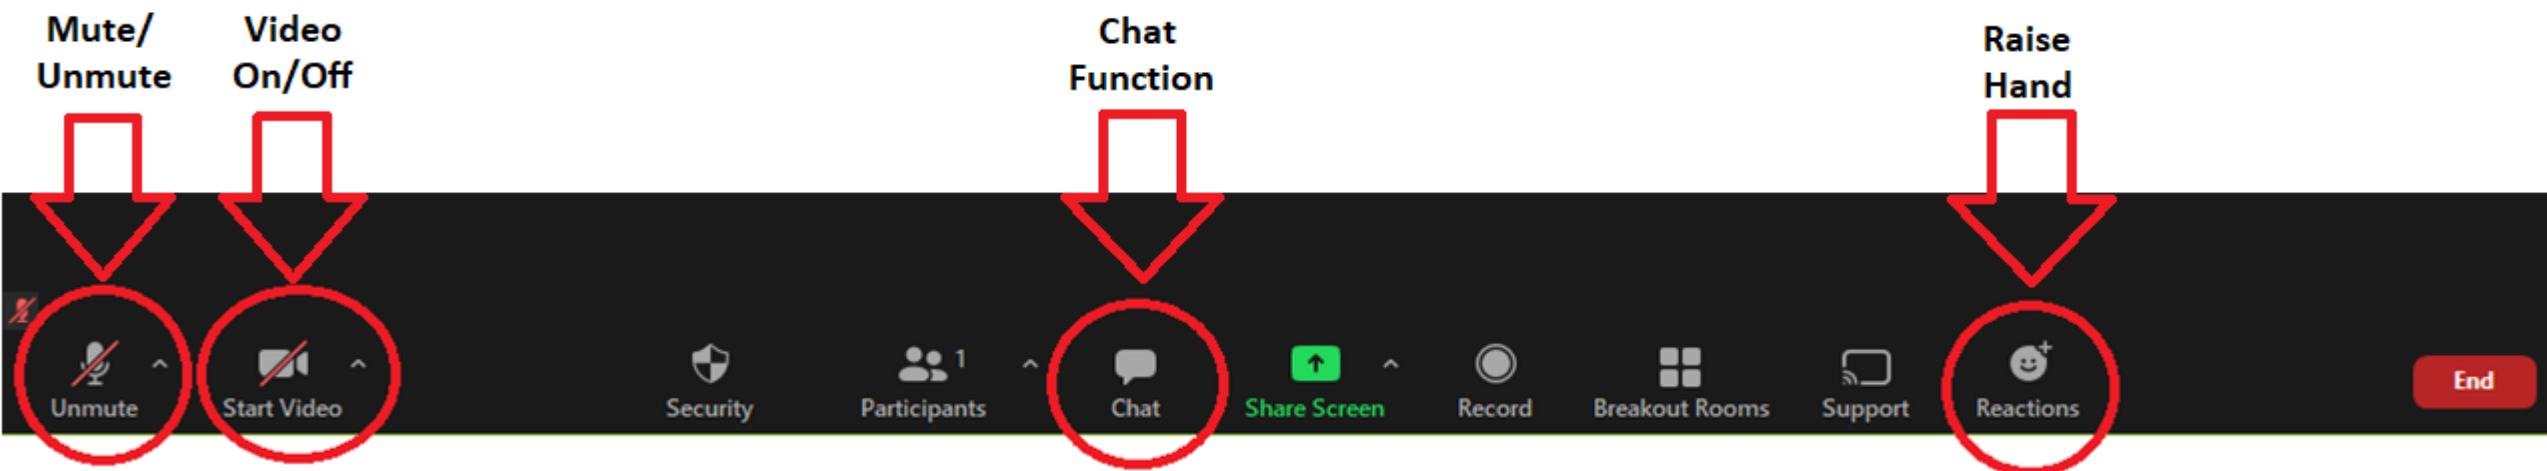 Mute/
Unmute
Video
On/Off
Chat
Function
Raise
Hand
Unmute
Start Video
Security
1
Participants
Chat
Share Screen
Record
Breakout Rooms
Support
Reactions
End